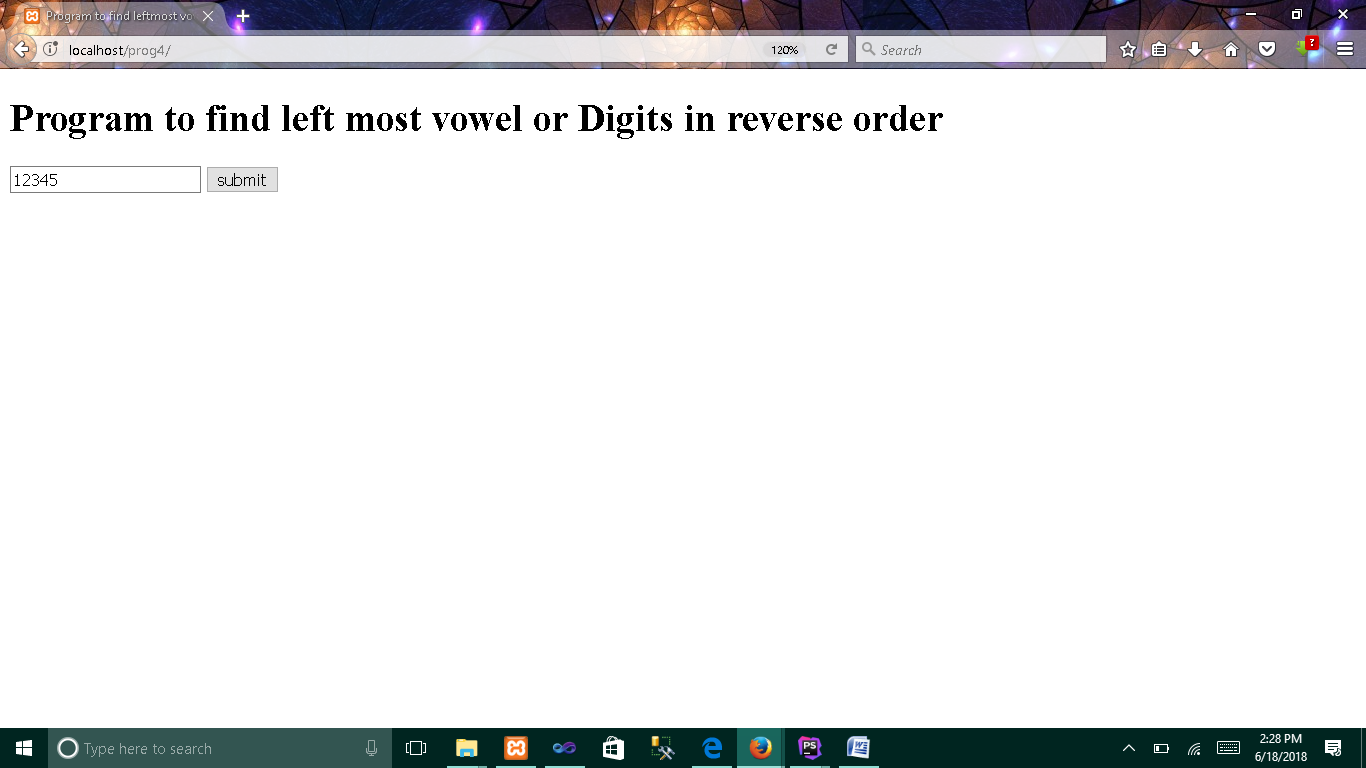 Program to find leftmost vo
localhost/prog4/
120%
Search
?
Program to find left most vowel or Digits in reverse order
12345
submit
Type here to search
PS
W
2:28 PM
6/18/2018